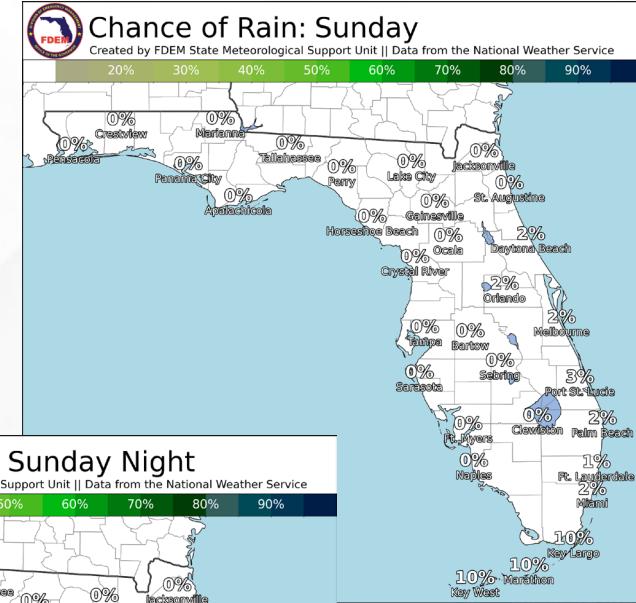 FDEM
Chance of Rain: Sunday
Created by FDEM State Meteorological Support Unit || Data from the National Weather Service
20% 30% 40% 50% 60% 70% 80% 90%
0%
Crestview
0%
Marianna
0%
Pensacola
0%
Tallahassee
0%
Jacksonville
0%
Panama City
0%
Perry
0%
Lake City
0%
St. Augustine
0%
Apalachicola
0%
Gainesville
0%
Horseshoe Beach
0%
Ocala
2%
Daytona Beach
0%
Crystal River
2%
Orlando
2%
Melbourne
0%
Tampa
0%
Bartow
0%
Sebring
0%
Sarasota
3%
Port St. Lucie
0%
Clewiston
2%
Palm Beach
0%
Ft. Myers
0%
Naples
1%
Ft. Lauderdale
2%
Miami
10%
Key Largo
10%
Marathon
10%
Key West
Sunday Night
Support Unit || Data from the National Weather Service
50% 60% 70% 80% 90%
0%
Jacksonville
0%
0%
ee